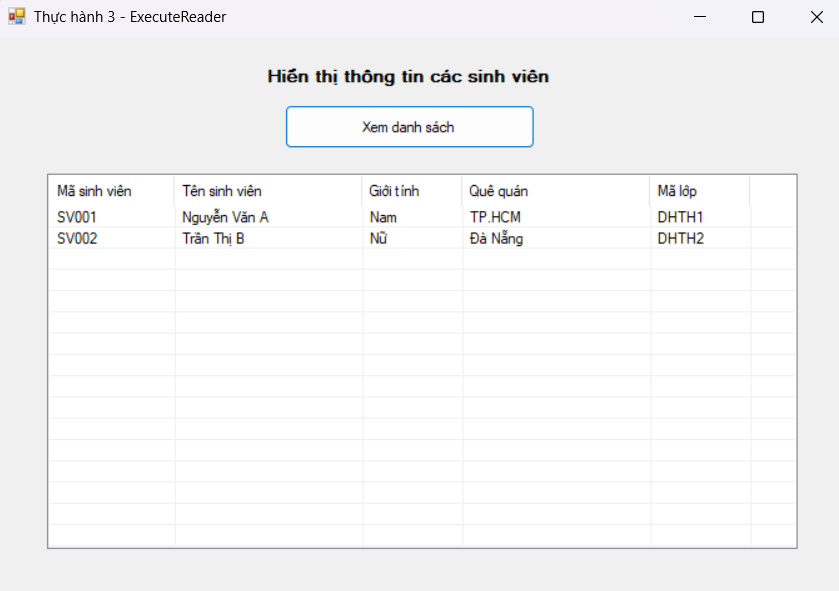 Thực hành 3 - ExecuteReader
Hiển thị thông tin các sinh viên
Xem danh sách
Mã sinh viên Tên sinh viên Giới tính Quê quán Mã lớp
SV001 Nguyễn Văn A Nam TP.HCM DHTH1
SV002 Trần Thị B Nữ Đà Nẵng DHTH2